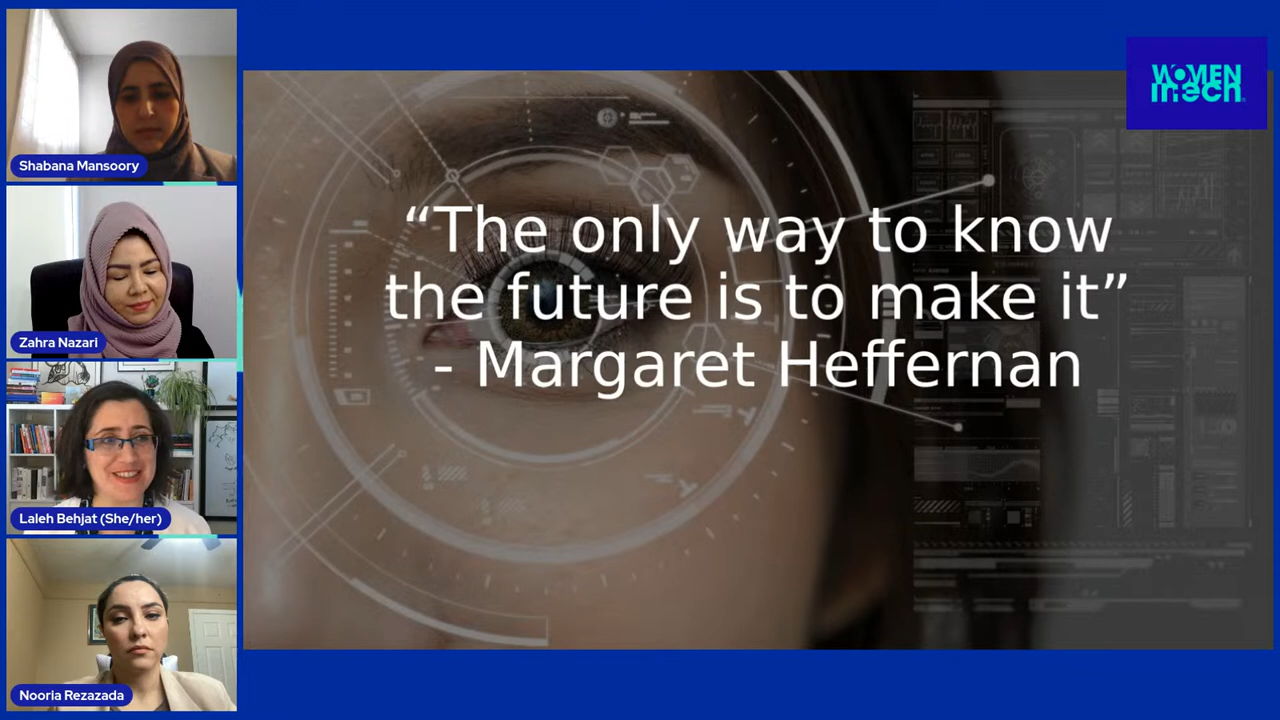 Shabana Mansoory
Zahra Nazari
Laleh Behjat (She/her)
Nooria Rezazada
WOMEN
in TECH
“The only way to know
the future is to make it”
- Margaret Heffernan